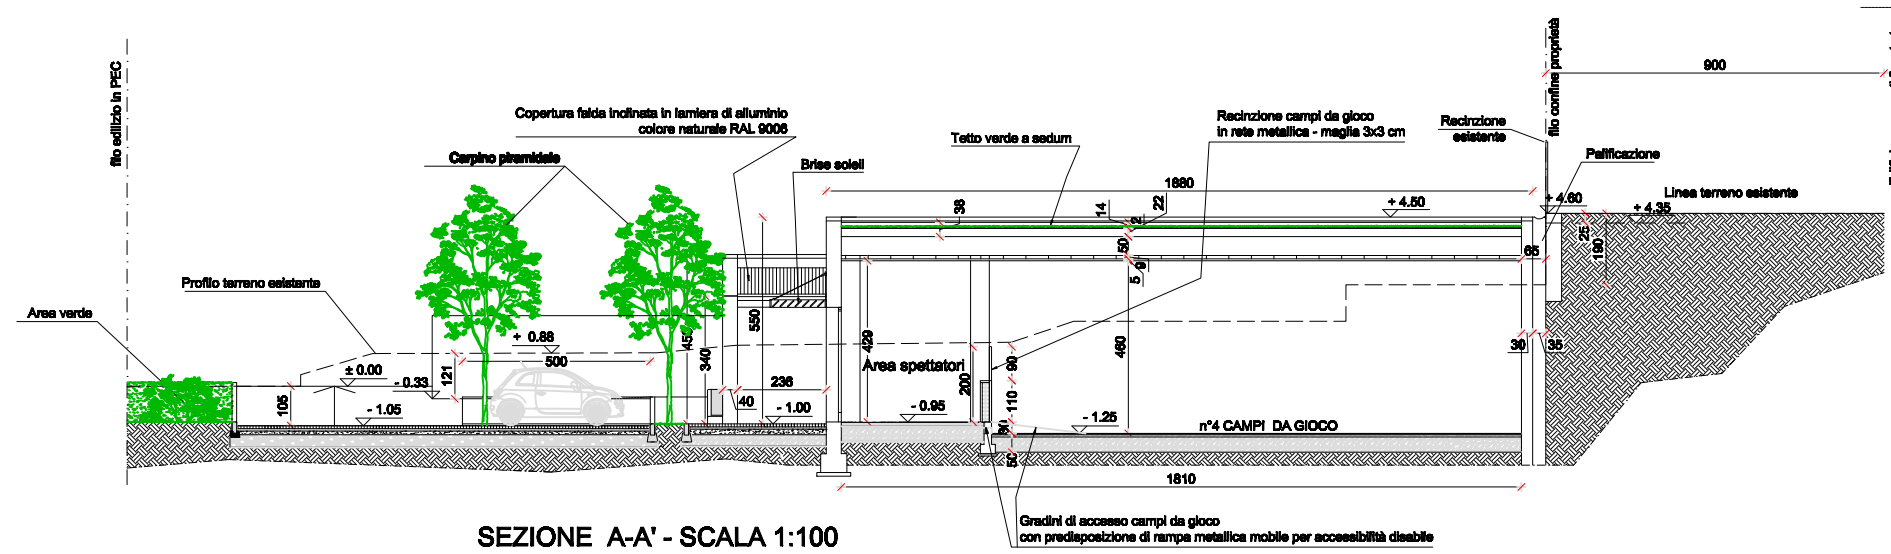 filo edilizio in PEC
filo confine proprietà
900
Copertura falda inclinata in lamiera di alluminio
colore naturale RAL 9006
Recinzione campi da gioco
in rete metallica - maglia 3x3 cm
Recinzione
esistente
Tetto verde a sedum
Carpino piramidale
Brise soleil
Palificazione
1880
Linea terreno esistente
38
14
22
2
+ 4.50
+ 4.60
+ 4.35
25
190
50
65
9
5
Profilo terreno esistente
Area verde
+ 0.88
500
550
340
429
460
30
35
Area spettatori
90
± 0.00
- 0.33
121
236
200
105
- 1.05
40
- 1.00
- 0.95
110
- 1.25
n°4 CAMPI DA GIOCO
50
1810
Gradini di accesso campi da gioco
con predisposizione di rampa metallica mobile per accessibilità disabile
SEZIONE A-A' - SCALA 1:100